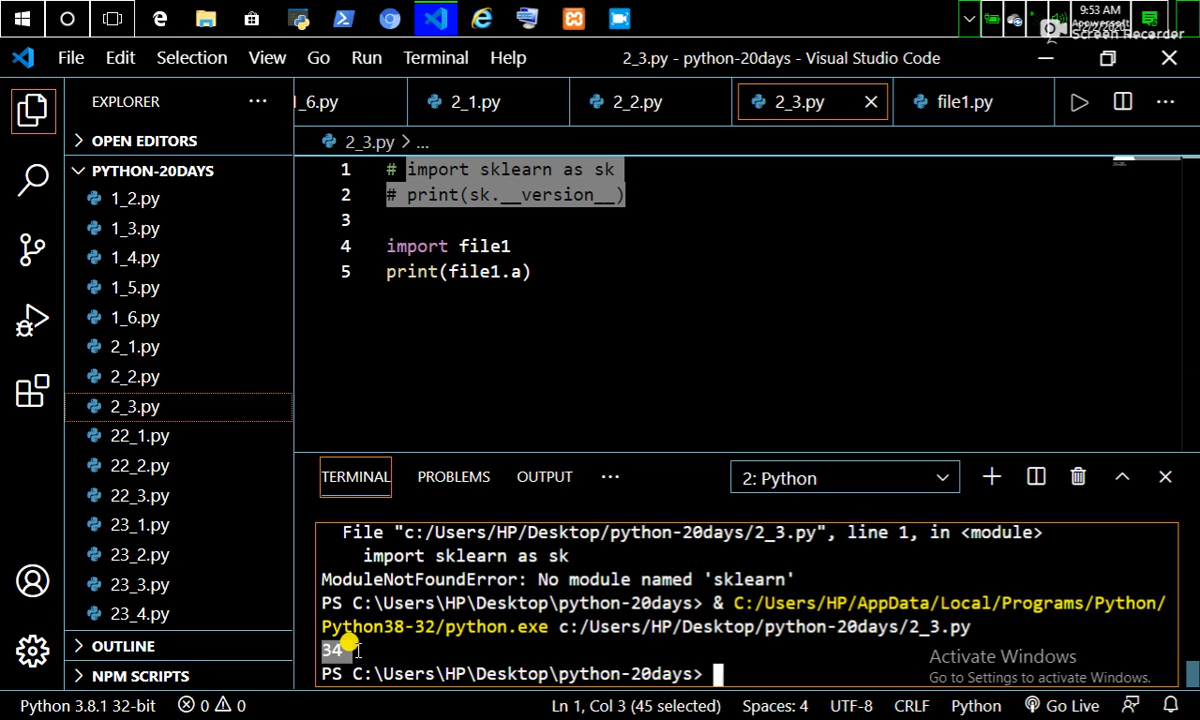 9:53 AM
Apowersoft
Screen Recorder
File Edit Selection View Go Run Terminal Help
2_3.py - python-20days - Visual Studio Code
EXPLORER
1_6.py 2_1.py 2_2.py 2_3.py file1.py
OPEN EDITORS
2_3.py > ...
PYTHON-20DAYS
1_2.py
1_3.py
1_4.py
1_5.py
1_6.py
2_1.py
2_2.py
2_3.py
22_1.py
22_2.py
22_3.py
23_1.py
23_2.py
23_3.py
23_4.py
OUTLINE
NPM SCRIPTS
1 # import sklearn as sk
2 # print(sk.__version__)
3
4 import file1
5 print(file1.a)
TERMINAL PROBLEMS OUTPUT ... 2: Python
File "c:/Users/HP/Desktop/python-20days/2_3.py", line 1, in <module>
import sklearn as sk
ModuleNotFoundError: No module named 'sklearn'
PS C:\Users\HP\Desktop\python-20days> & C:/Users/HP/AppData/Local/Programs/Python/
Python38-32/python.exe c:/Users/HP/Desktop/python-20days/2_3.py
34
PS C:\Users\HP\Desktop\python-20days>
Activate Windows
Go to Settings to activate Windows.
Python 3.8.1 32-bit 0 0 Ln 1, Col 3 (45 selected) Spaces: 4 UTF-8 CRLF Python Go Live